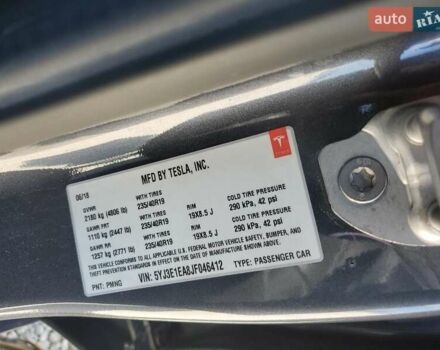 auto RIA
MFD BY TESLA, INC.
06/18
GVWR WITH TIRES RIM COLD TIRE PRESSURE
2180 kg (4806 lb) 235/40R19 19X8.5 J 290 kPa, 42 psi
GAWR FRT WITH TIRES RIM COLD TIRE PRESSURE
1110 kg (2447 lb) 235/40R19 19X8.5 J 290 kPa, 42 psi
GAWR RR WITH TIRES
1257 kg (2771 lb) 235/40R19
THIS VEHICLE CONFORMS TO ALL APPLICABLE U.S. FEDERAL MOTOR VEHICLE SAFETY, BUMPER, AND
THEFT PREVENTION STANDARDS IN EFFECT ON THE DATE OF MANUFACTURE SHOWN ABOVE.
VIN: 5YJ3E1EA8JF046412 TYPE: PASSENGER CAR
PNT: PMNG